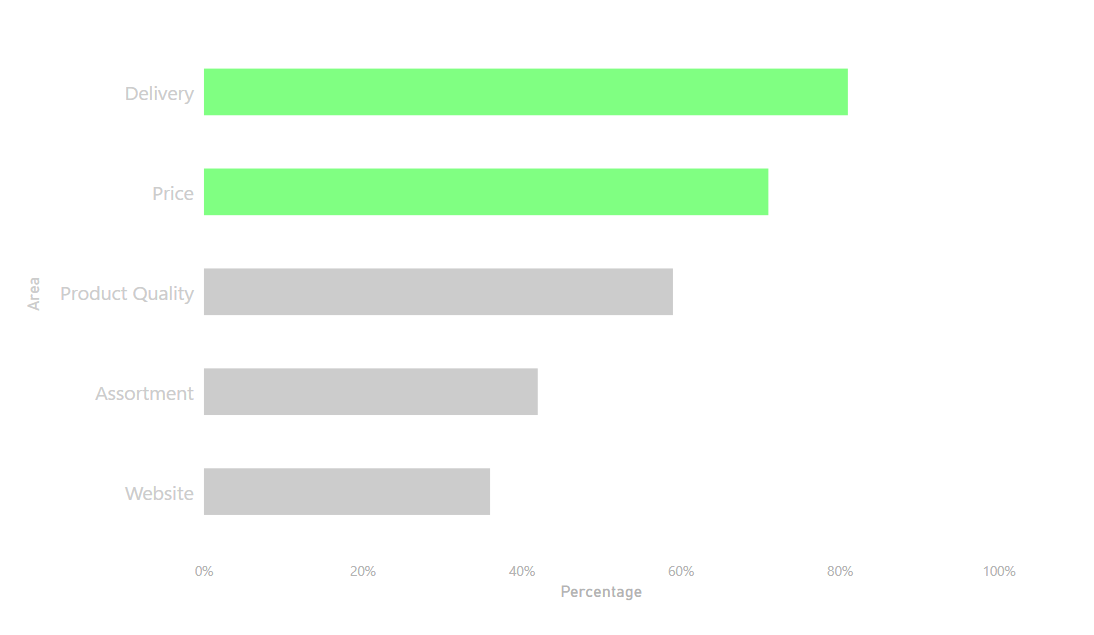 Delivery
Price
Area
Product Quality
Assortment
Website
0% 20% 40% 60% 80% 100%
Percentage